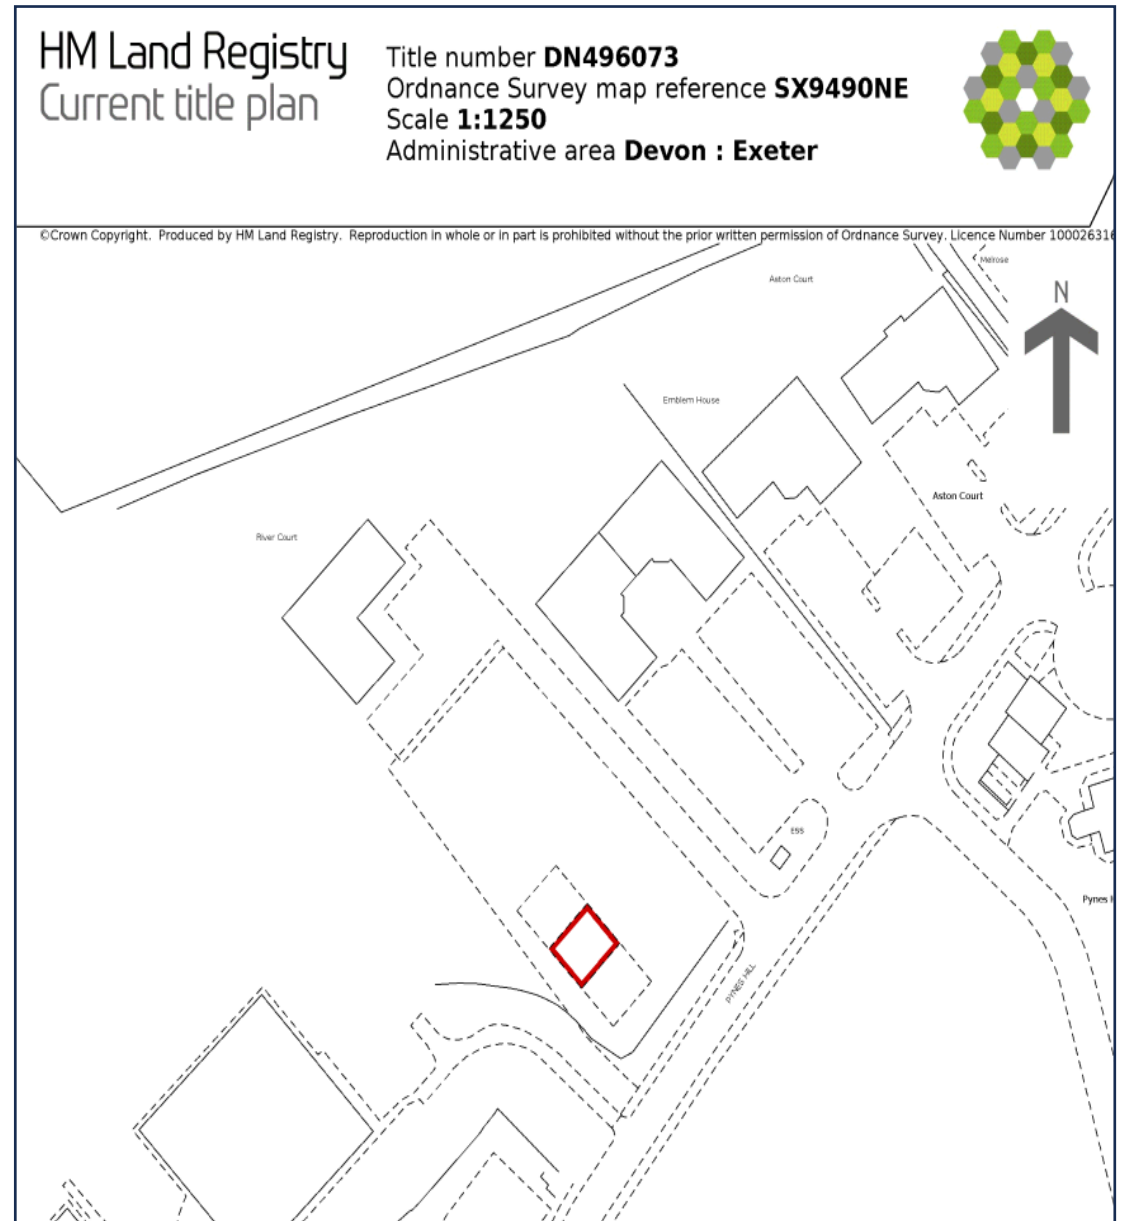 HM Land Registry
Current title plan
Title number DN496073
Ordnance Survey map reference SX9490NE
Scale 1:1250
Administrative area Devon : Exeter
©Crown Copyright. Produced by HM Land Registry. Reproduction in whole or in part is prohibited without the prior written permission of Ordnance Survey. Licence Number 100026316
Melrose
Aston Court
N
Emblem House
Aston Court
River Court
ESS
Pynes H
PYNES HILL